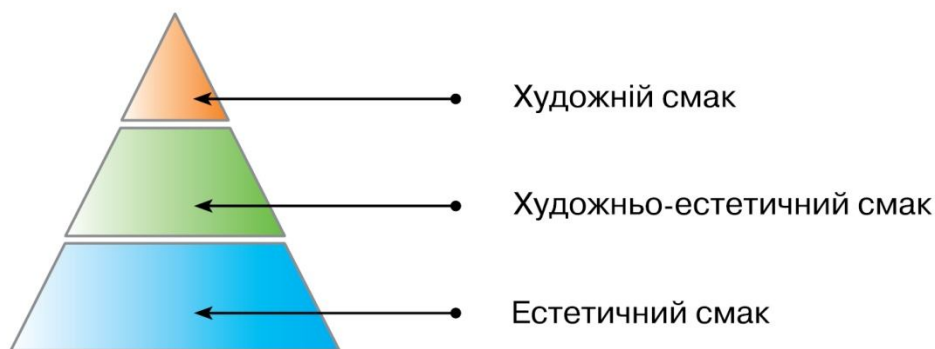 Художній смак
Художньо-естетичний смак
Естетичний смак